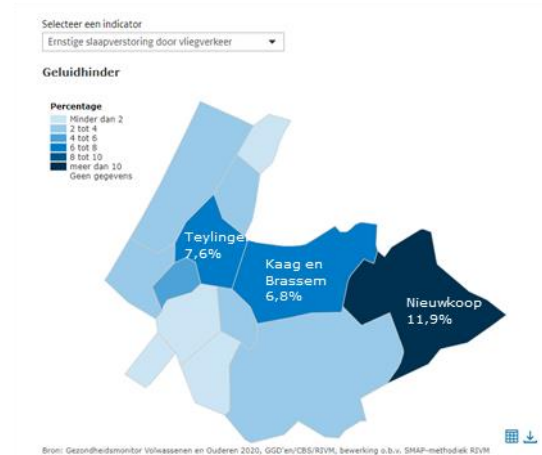 Selecteer een indicator
Ernstige slaapverstoring door vliegverkeer
Geluidhinder
Percentage
Minder dan 2
2 tot 4
4 tot 6
6 tot 8
8 tot 10
meer dan 10
Geen gegevens
Teylinge
7,6%
Kaag en
Brassem
6,8%
Nieuwkoop
11,9%
Bron: Gezondheidsmonitor Volwassenen en Ouderen 2020, GGD'en/CBS/RIVM, bewerking o.b.v. SMAP-methodiek RIVM